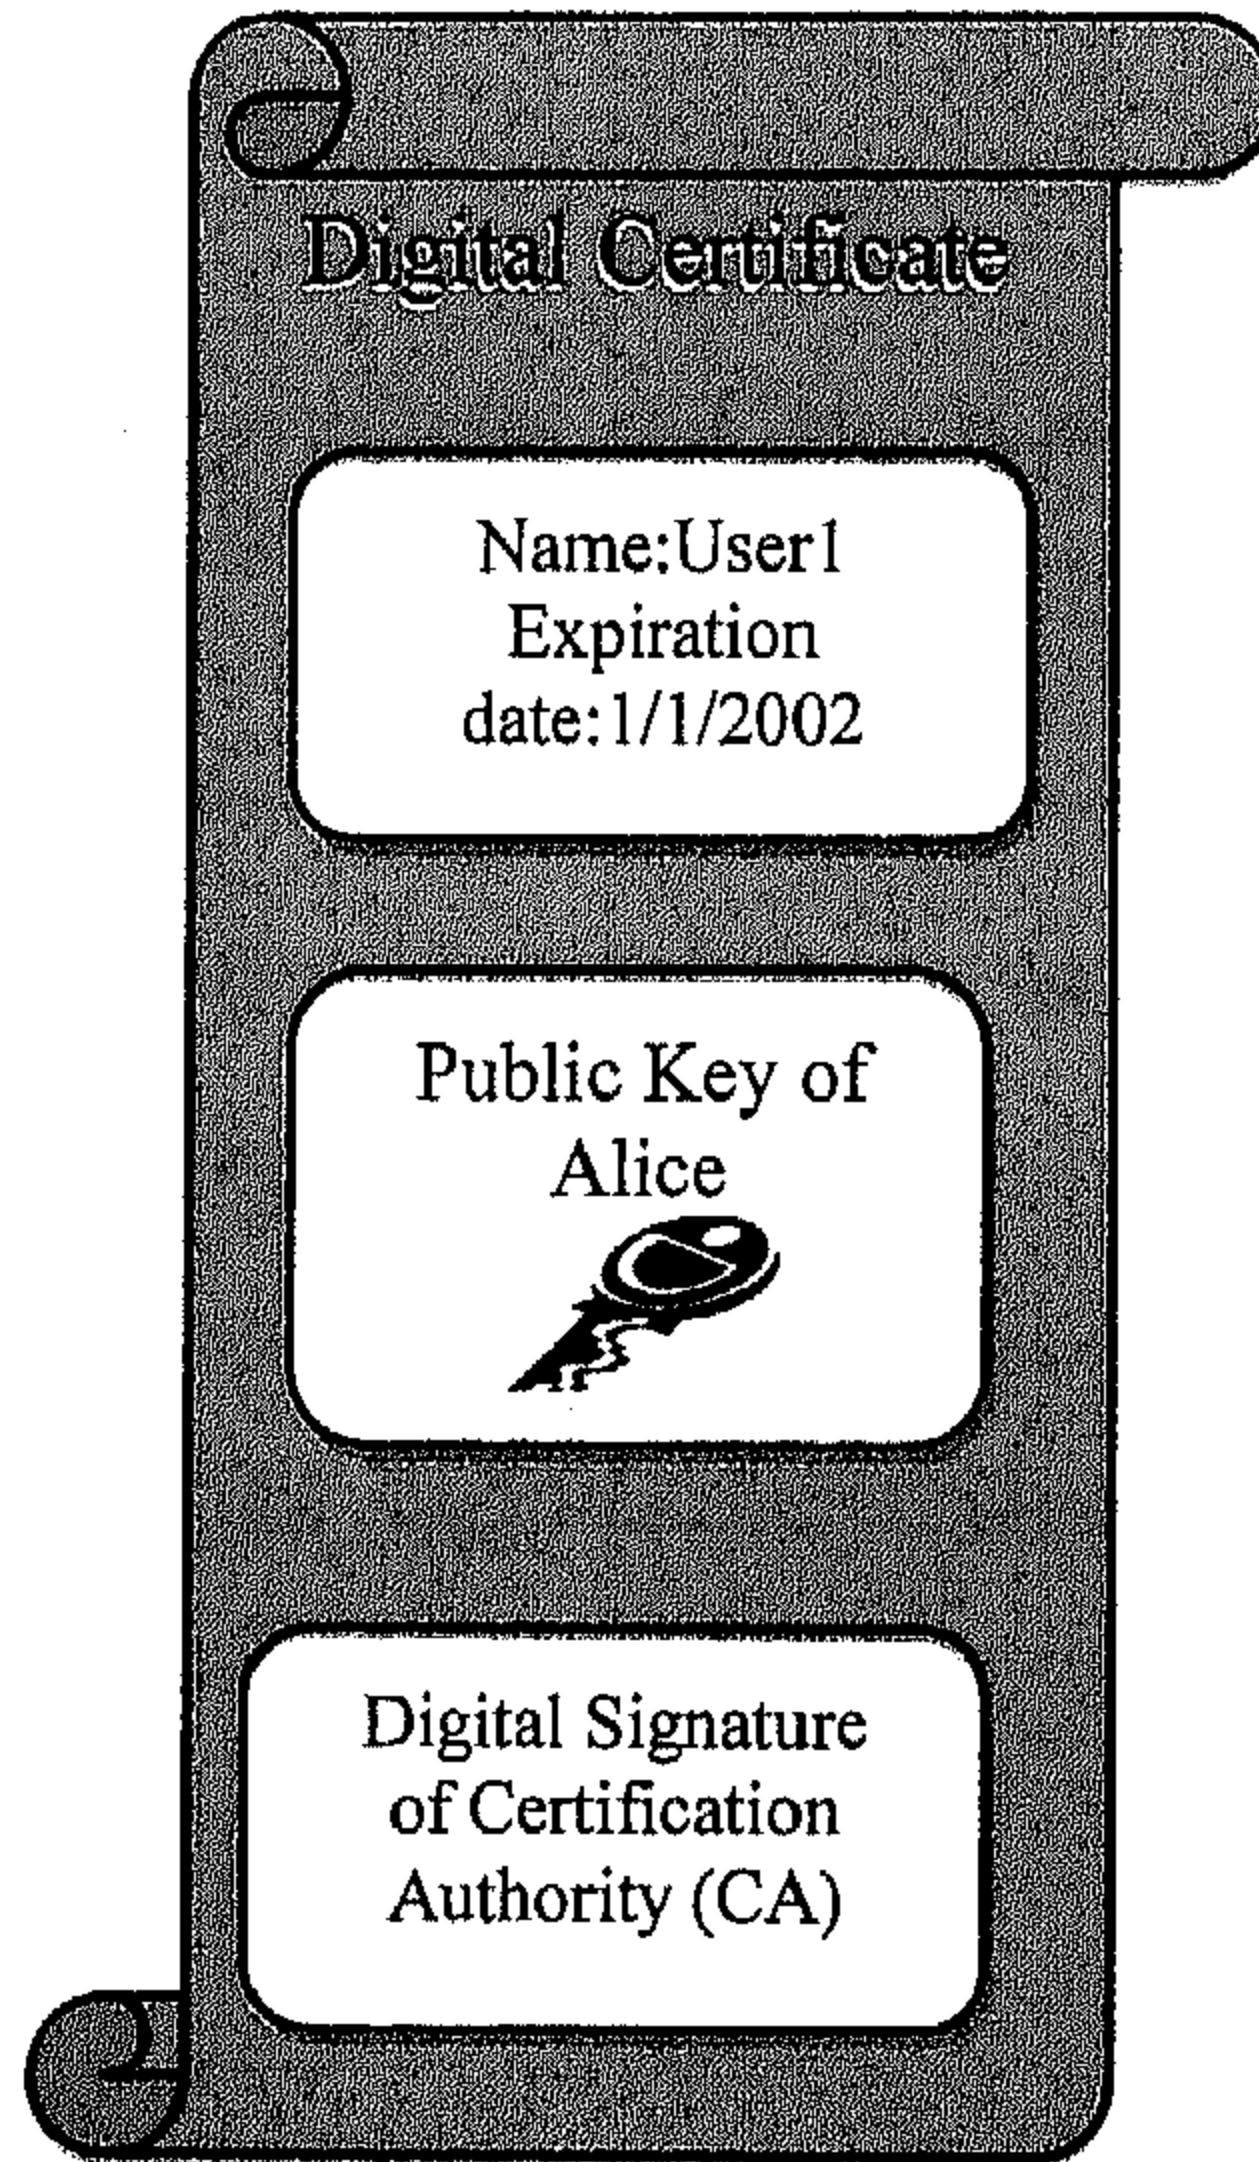 Digital Certificate
Name:User1
Expiration
date:1/1/2002
Public Key of
Alice
Digital Signature
of Certification
Authority (CA)